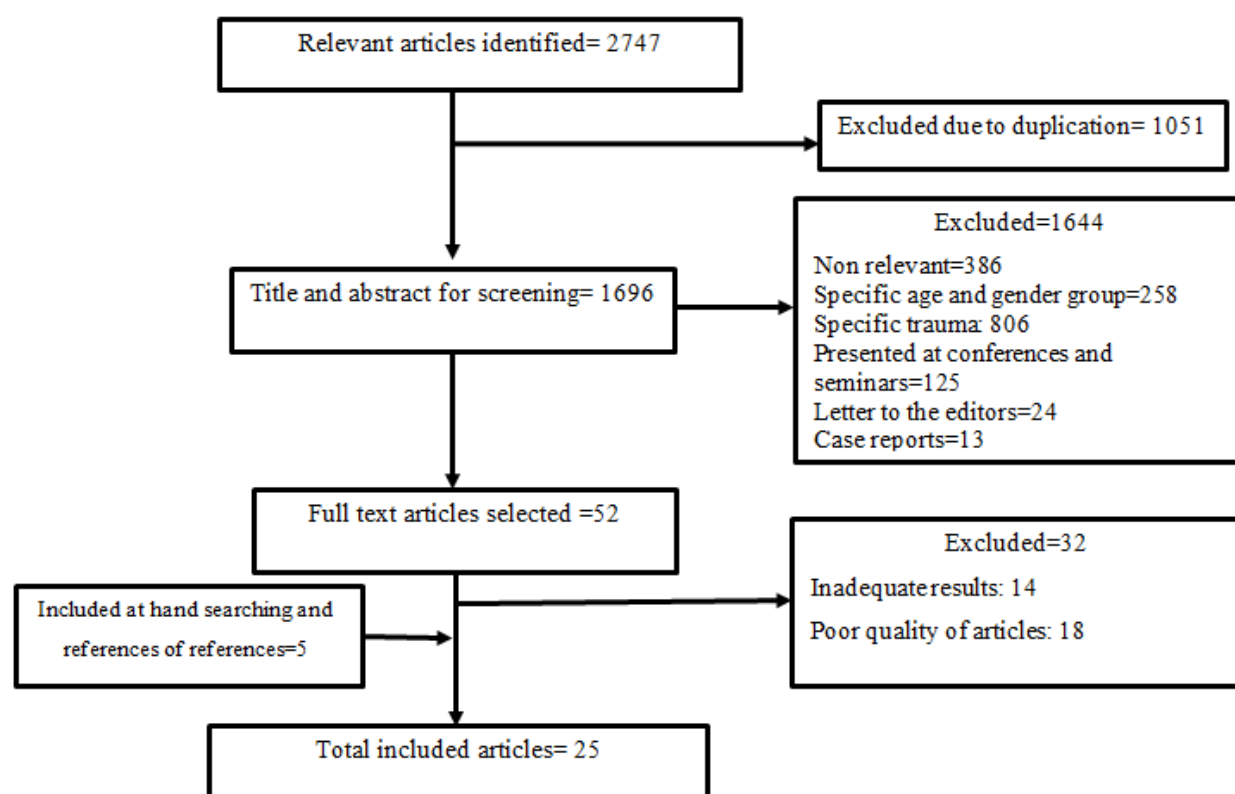 Relevant articles identified= 2747
Excluded due to duplication= 1051
Excluded=1644
Non relevant=386
Specific age and gender group=258
Specific trauma: 806
Presented at conferences and
seminars=125
Letter to the editors=24
Case reports=13
Title and abstract for screening= 1696
Full text articles selected =52
Excluded=32
Inadequate results: 14
Poor quality of articles: 18
Included at hand searching and
references of references=5
Total included articles= 25